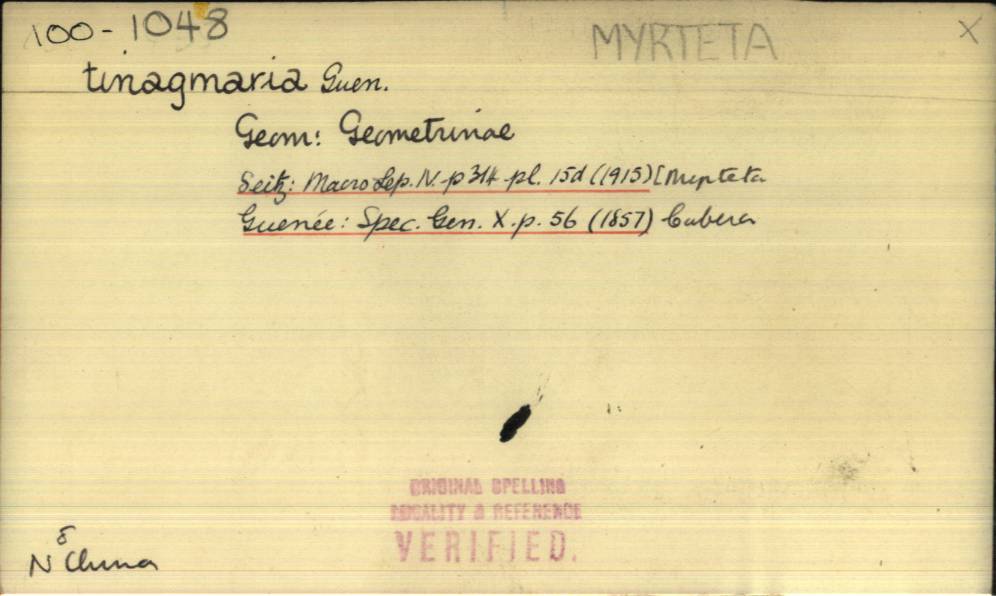 100-1048
MYRTETA
X
tinagmaria Guen.
Geom: Geometrinae
Seitz: Macro Lep. IV. p 314 pl. 15d (1915) [Myrteta
Guenée: Spec. Gen. X. p. 56 (1857) Cabera
ORIGINAL SPELLING
LOCALITY & REFERENCE
VERIFIED.
N & China